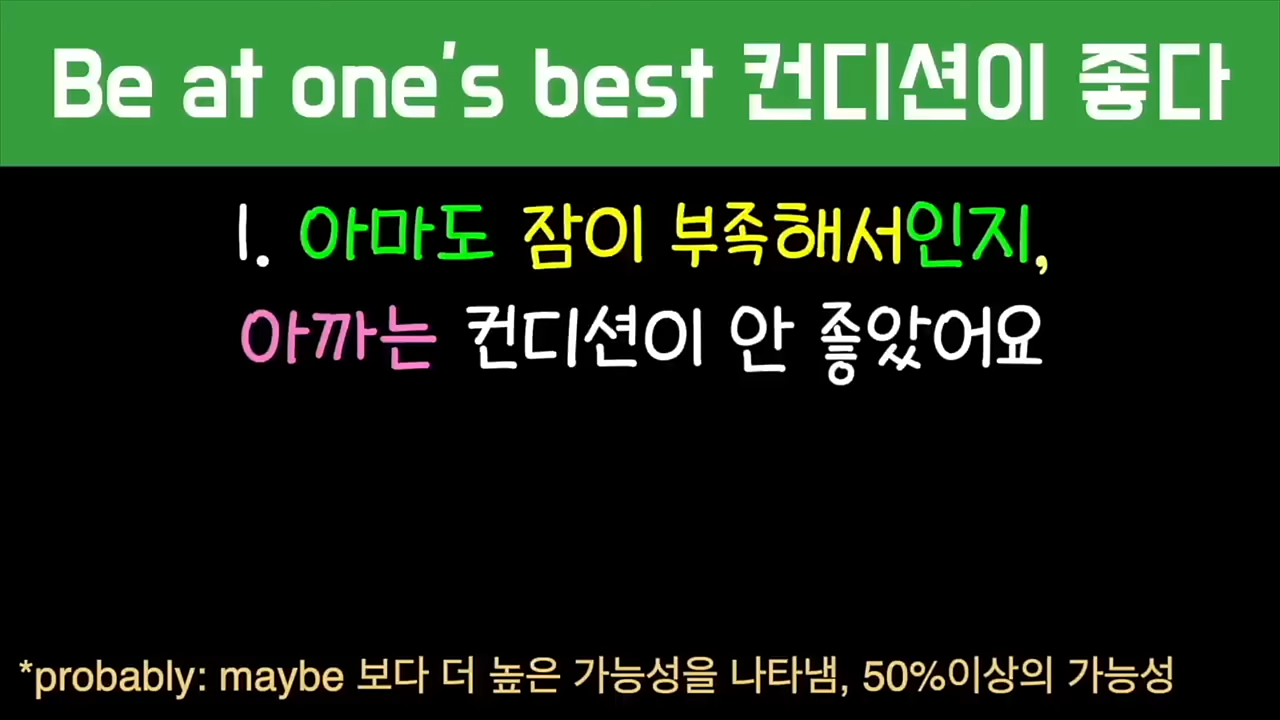 Be at one's best 컨디션이 좋다
1. 아마도 잠이 부족해서인지,
아까는 컨디션이 안 좋았어요
*probably: maybe 보다 더 높은 가능성을 나타냄, 50%이상의 가능성